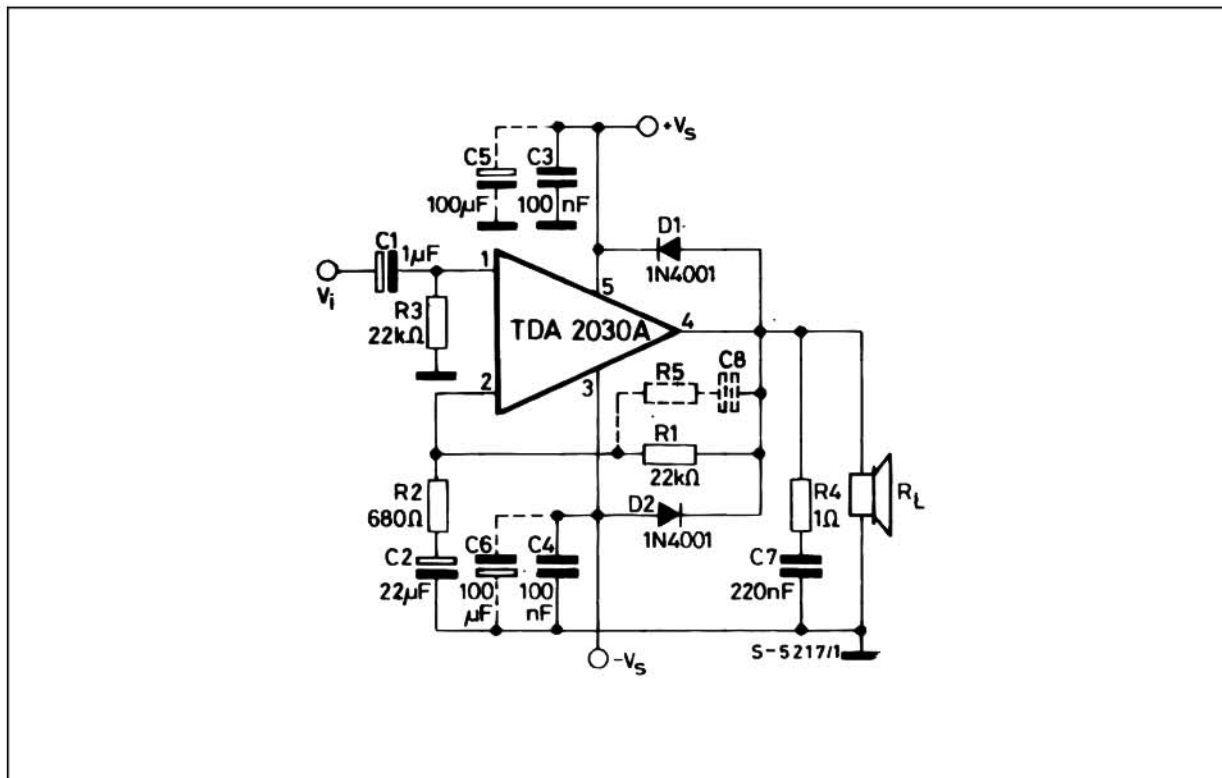 +Vs
C5
C3
100µF
100 nF
D1
1N4001
C1
1µF
Vi
1
5
R3
22kΩ
TDA 2030A
4
2
3
R5
C8
R1
22kΩ
R2
680Ω
D2
1N4001
R4
1Ω
RL
C2
22µF
C6
100
µF
C4
100
nF
C7
220nF
S-5217/1
-Vs